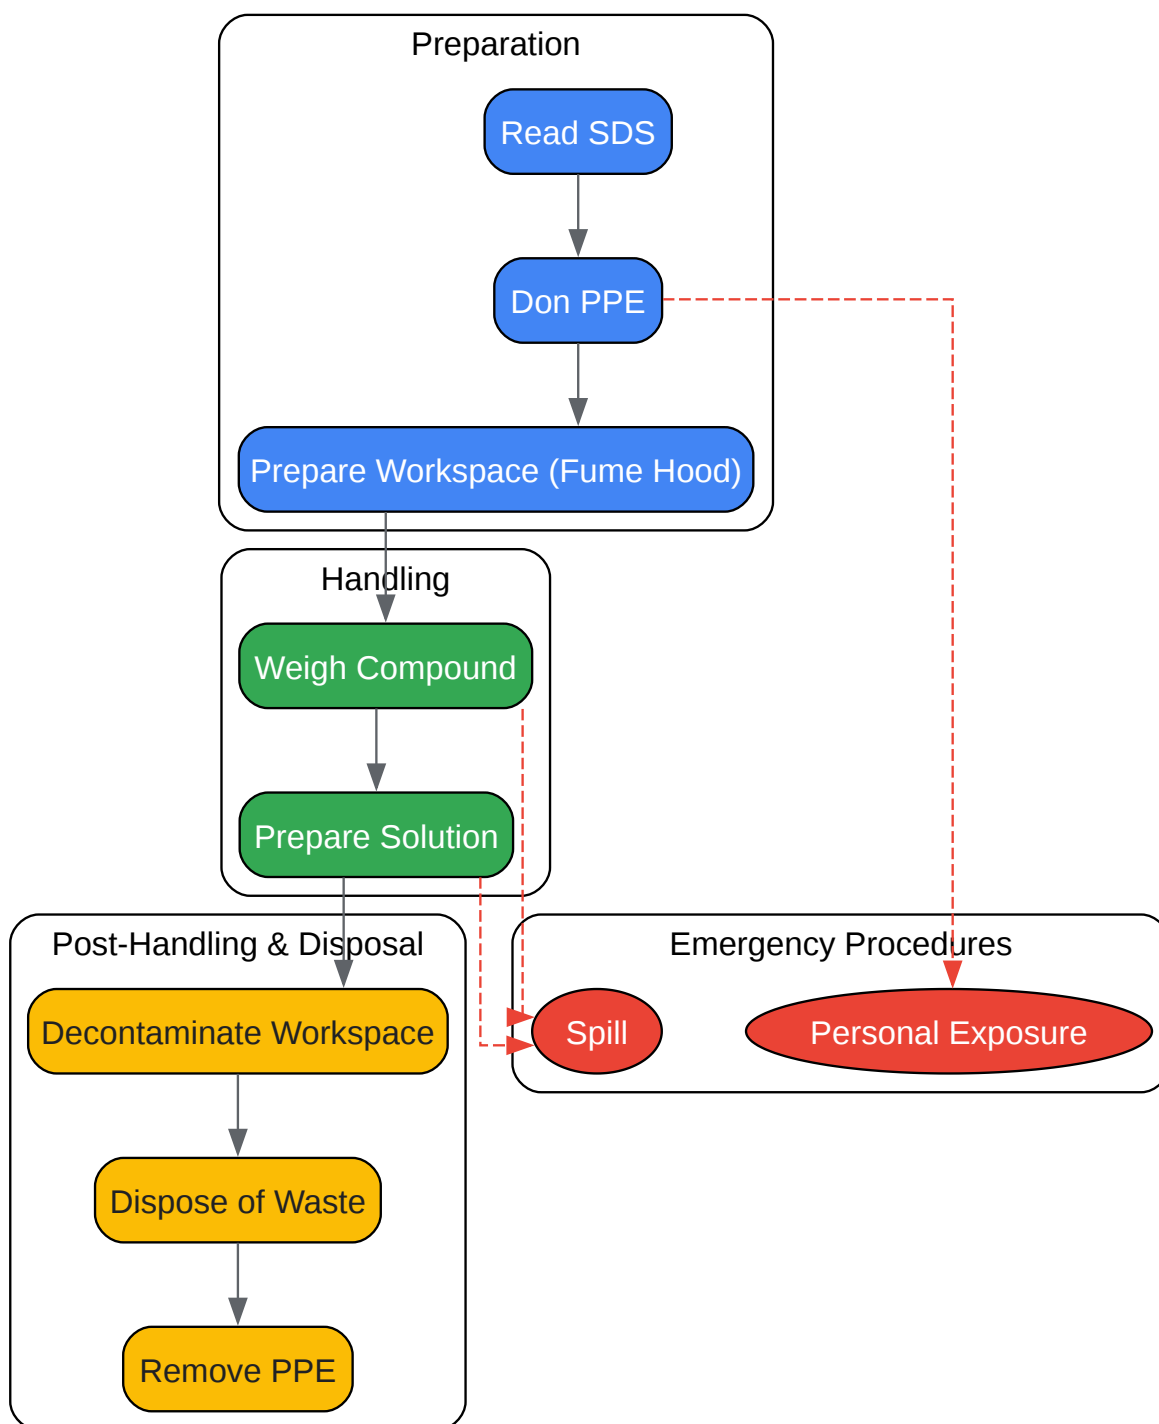 Preparation
Read SDS
Don PPE
Prepare Workspace (Fume Hood)
Handling
Weigh Compound
Prepare Solution
Post-Handling & Disposal
Decontaminate Workspace
Dispose of Waste
Remove PPE
Emergency Procedures
Spill
Personal Exposure